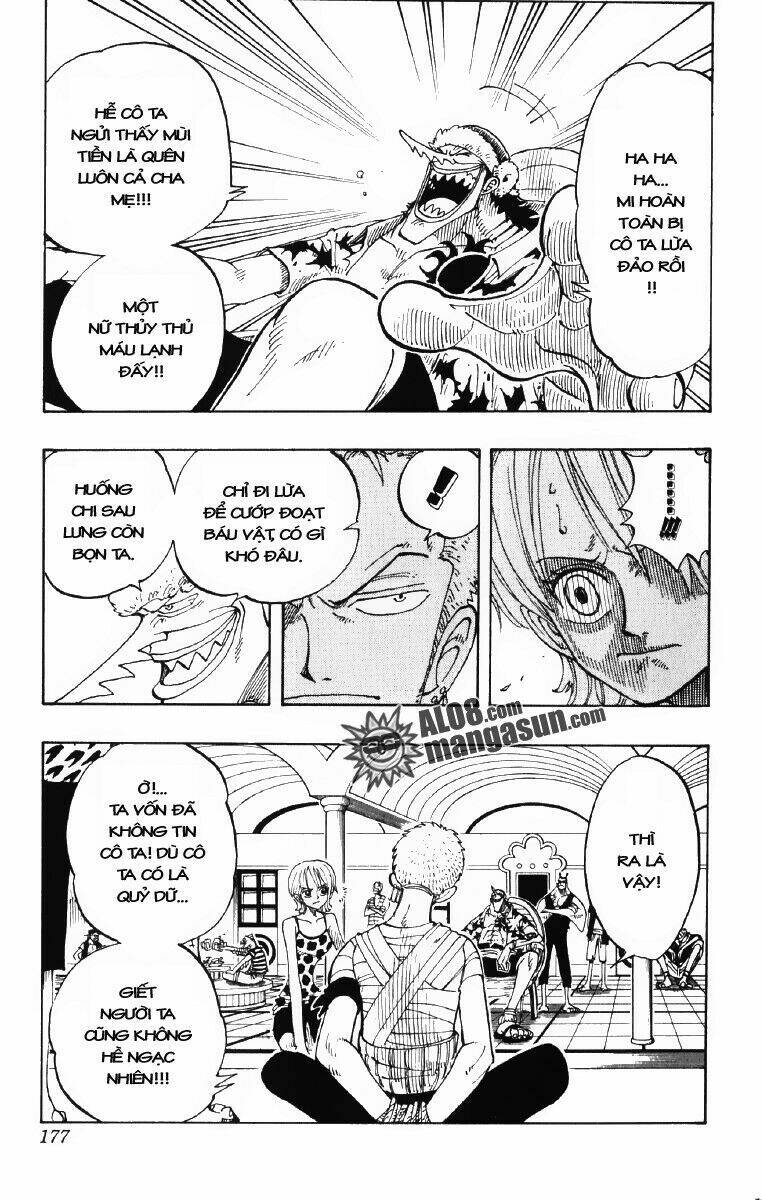 HA HA
HA...
MI HOÀN
TOÀN BỊ
CÔ TA LỪA
ĐẢO RỒI
!!
HỄ CÔ TA
NGỬI THẤY MÙI
TIỀN LÀ QUÊN
LUÔN CẢ CHA
MẸ!!!
MỘT
NỮ THỦY THỦ
MÁU LẠNH
ĐẤY!!
......!!!
!
CHỈ ĐI LỪA
ĐỂ CƯỚP ĐOẠT
BÁU VẬT, CÓ GÌ
KHÓ ĐÂU.
HUỐNG
CHI SAU
LƯNG CÒN
BỌN TA.
AL08.com
mangasun.com
THÌ
RA LÀ
VẬY!
Ờ!...
TA VỐN ĐÃ
KHÔNG TIN
CÔ TA! DÙ CÔ
TA CÓ LÀ
QUỶ DỮ...
GIẾT
NGƯỜI TA
CŨNG KHÔNG
HỀ NGẠC
NHIÊN!!!
177